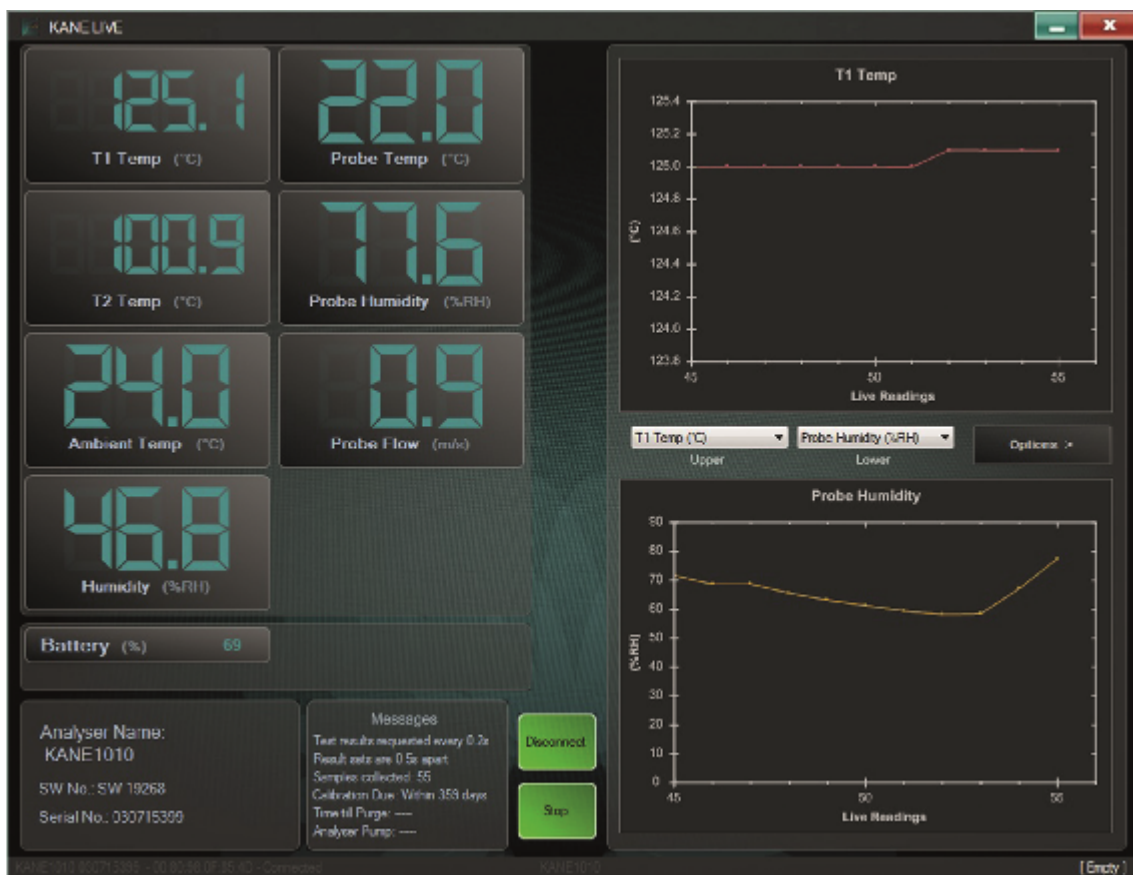 KANE LIVE
125.1
T1 Temp (°C)
22.0
Probe Temp (°C)
100.9
T2 Temp (°C)
77.6
Probe Humidity (%RH)
24.0
Ambient Temp (°C)
0.9
Probe Flow (m/s)
46.8
Humidity (%RH)
Battery (%) 69
Analyser Name:
KANE1010
SW No.: SW 19268
Serial No.: 030715399
Messages
Test results requested every 0.2s
Result sets are 0.5s apart
Samples collected: 55
Calibration Due: Within 359 days
Time till Purge: ----
Analyser Pump: ----
Disconnect
Stop
T1 Temp
125.4
125.2
125.0
124.8
124.6
124.4
124.2
124.0
123.8
(°C)
45 50 55
Live Readings
T1 Temp (°C)
Upper
Probe Humidity (%RH)
Lower
Options >
Probe Humidity
90
80
70
60
50
40
30
20
10
0
(%RH)
45 50 55
Live Readings
KANE1010
[Empty]